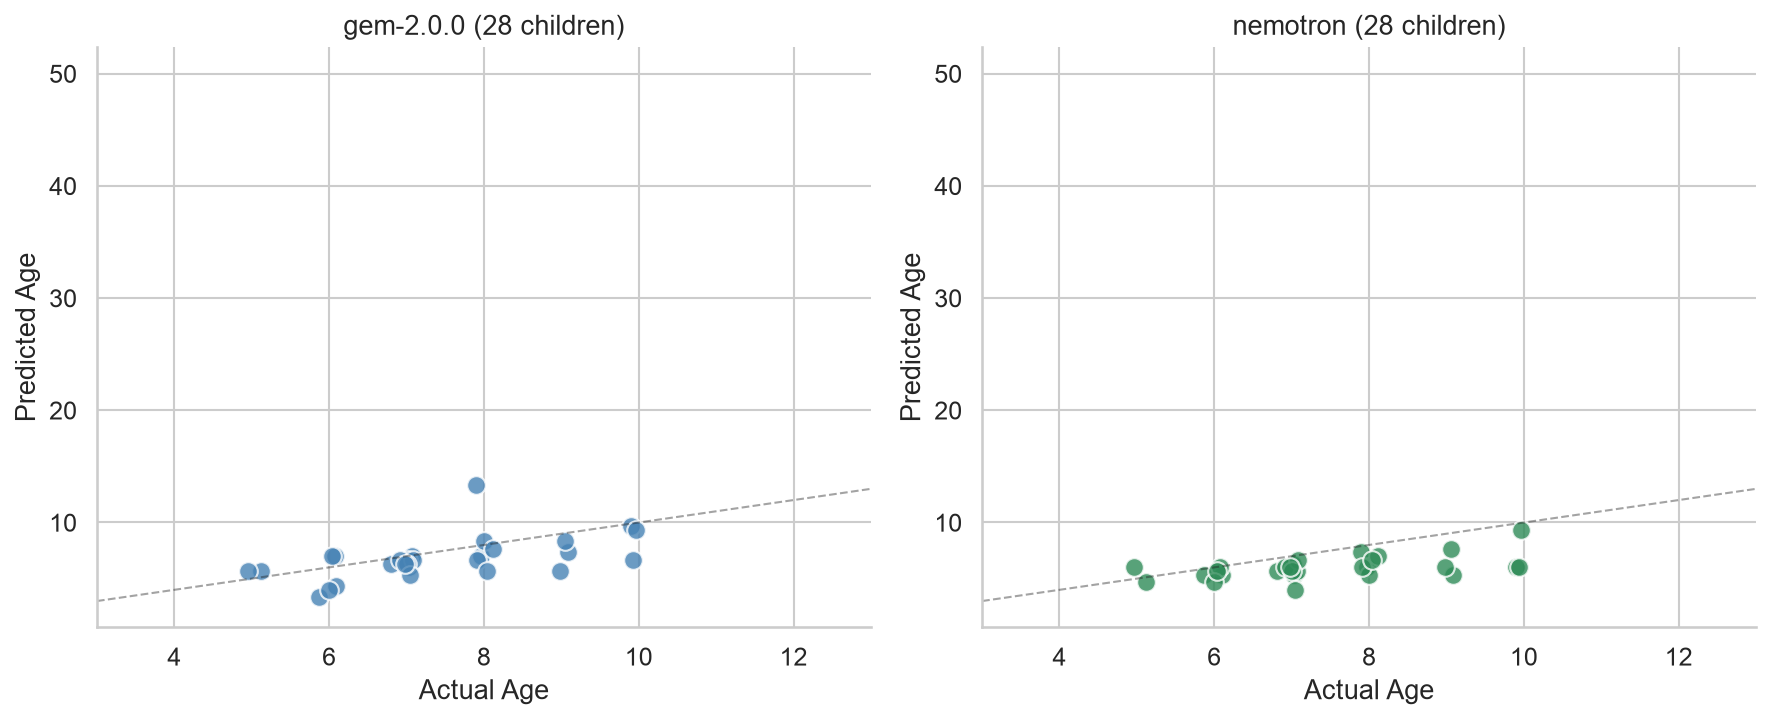 gem-2.0.0 (28 children)
50
40
30
20
10
Predicted Age
4 6 8 10 12
Actual Age
nemotron (28 children)
50
40
30
20
10
Predicted Age
4 6 8 10 12
Actual Age